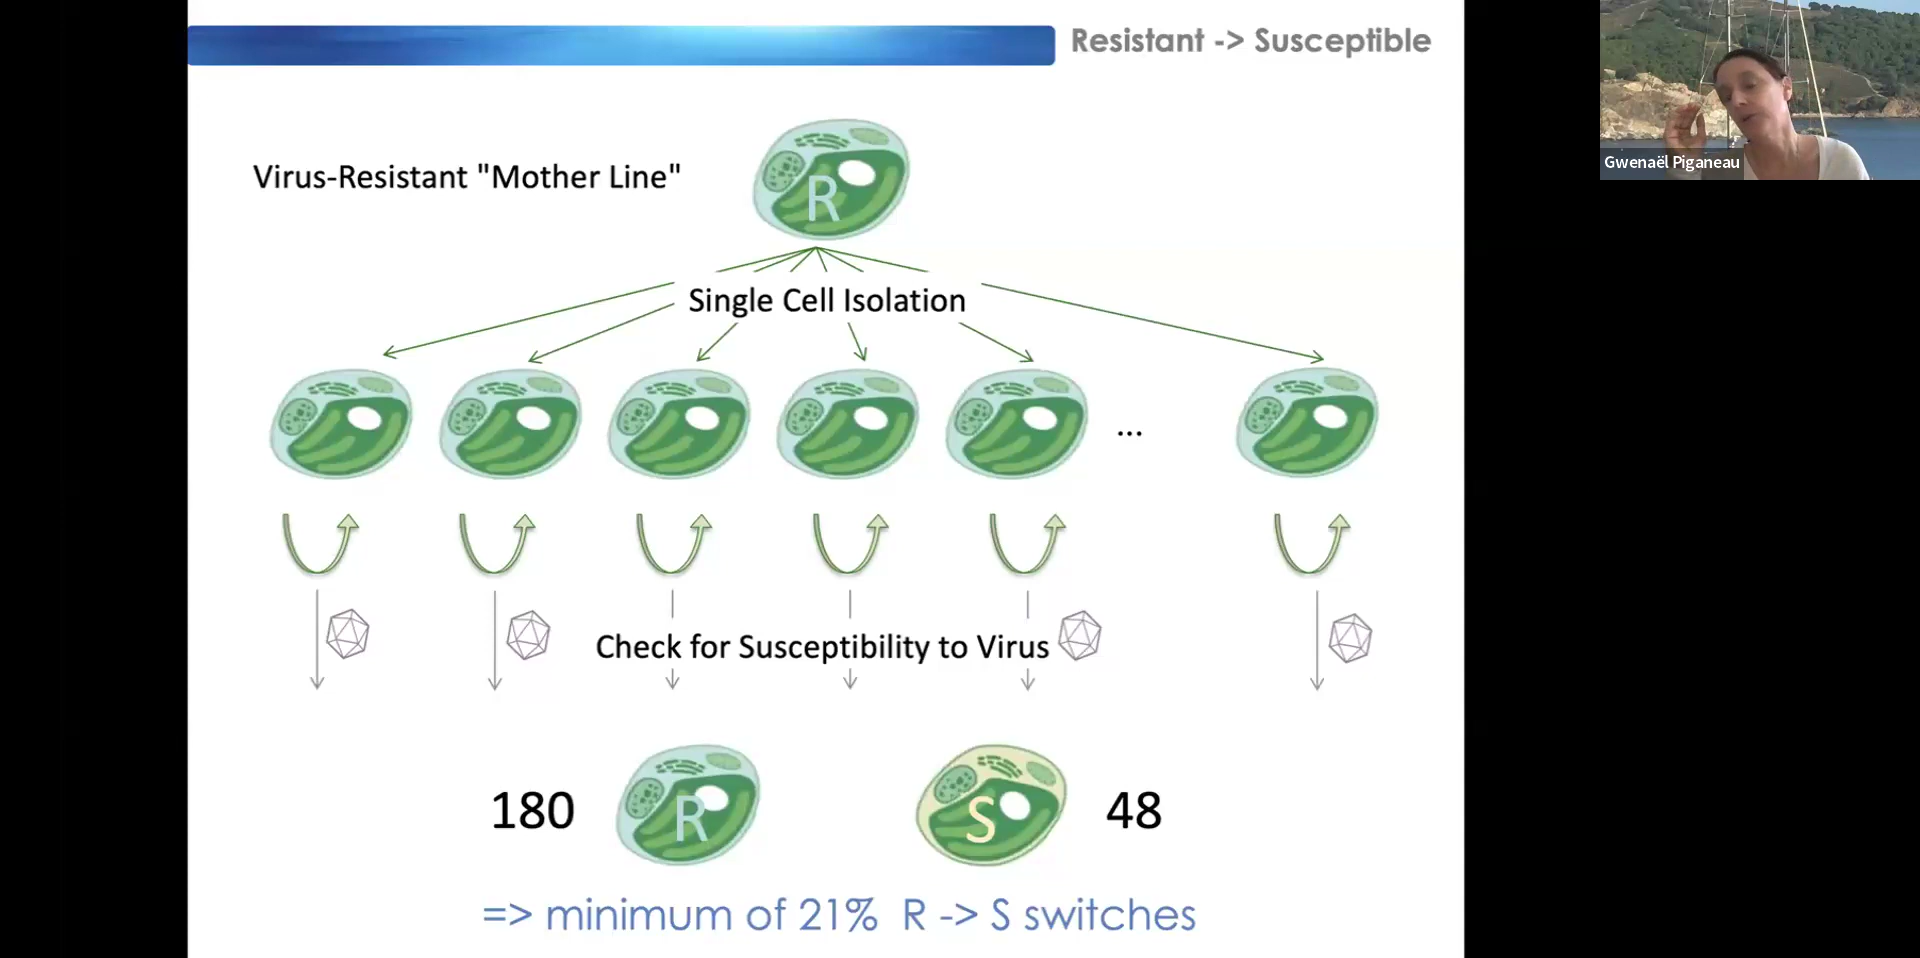 Resistant -> Susceptible
Gwenaël Piganeau
Virus-Resistant "Mother Line"
R
Single Cell Isolation
...
Check for Susceptibility to Virus
180
R
S
48
=> minimum of 21% R -> S switches